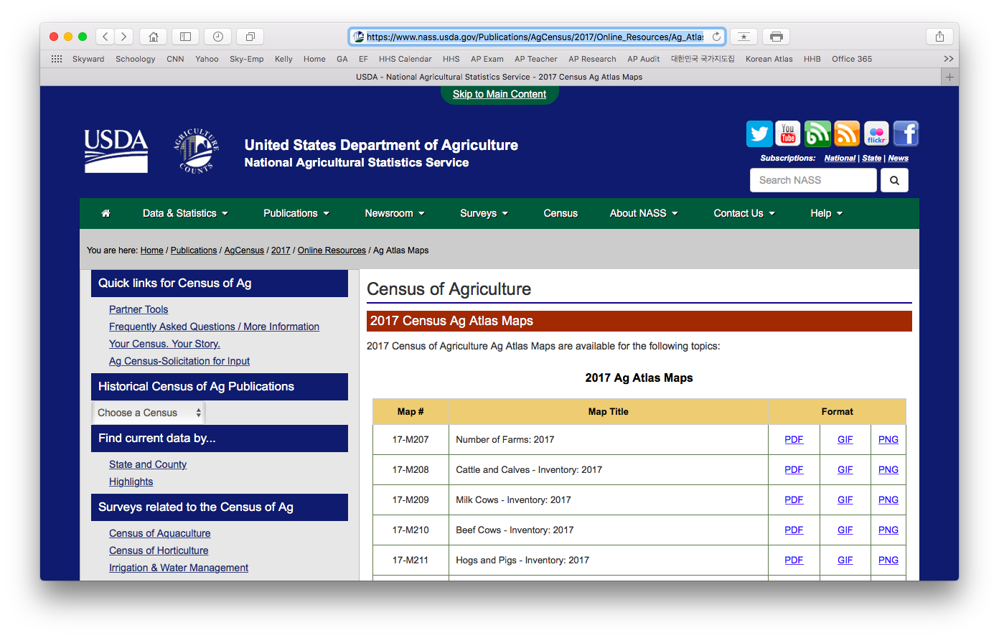 https://www.nass.usda.gov/Publications/AgCensus/2017/Online_Resources/Ag_Atlas
Skyward Schoology CNN Yahoo Sky-Emp Kelly Home GA EF HHS Calendar HHS AP Exam AP Teacher AP Research AP Audit 대한민국 국가지도집 Korean Atlas HHB Office 365
USDA - National Agricultural Statistics Service - 2017 Census Ag Atlas Maps
Skip to Main Content
USDA
AGRICULTURE COUNTS
United States Department of Agriculture
National Agricultural Statistics Service
You Tube
flickr
Subscriptions: National | State | News
Search NASS
Data & Statistics Publications Newsroom Surveys Census About NASS Contact Us Help
You are here: Home / Publications / AgCensus / 2017 / Online Resources / Ag Atlas Maps
Quick links for Census of Ag
Partner Tools
Frequently Asked Questions / More Information
Your Census. Your Story.
Ag Census-Solicitation for Input
Historical Census of Ag Publications
Choose a Census
Find current data by...
State and County
Highlights
Surveys related to the Census of Ag
Census of Aquaculture
Census of Horticulture
Irrigation & Water Management
Census of Agriculture
2017 Census Ag Atlas Maps
2017 Census of Agriculture Ag Atlas Maps are available for the following topics:
2017 Ag Atlas Maps
Map # Map Title Format
17-M207 Number of Farms: 2017 PDF GIF PNG
17-M208 Cattle and Calves - Inventory: 2017 PDF GIF PNG
17-M209 Milk Cows - Inventory: 2017 PDF GIF PNG
17-M210 Beef Cows - Inventory: 2017 PDF GIF PNG
17-M211 Hogs and Pigs - Inventory: 2017 PDF GIF PNG